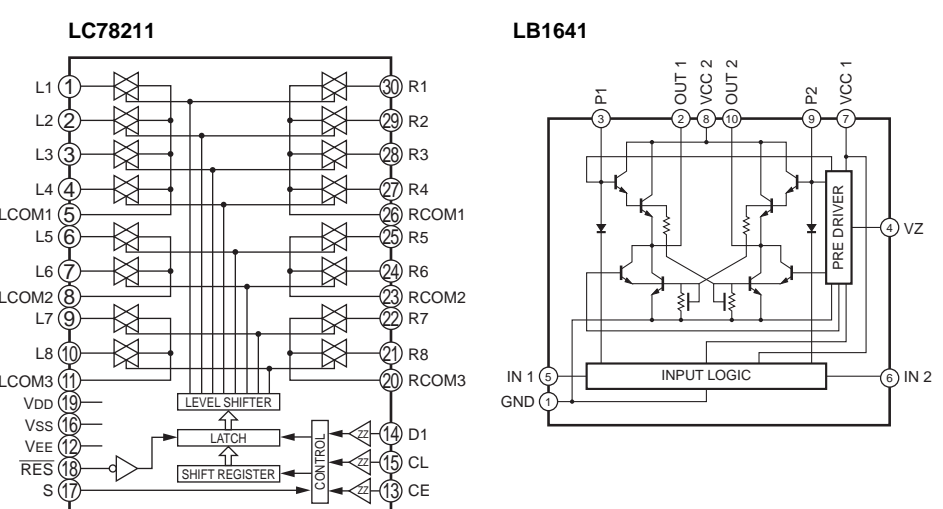 LC78211
L1 1 30 R1
L2 2 29 R2
L3 3 28 R3
L4 4 27 R4
LCOM1 5 26 RCOM1
L5 6 25 R5
L6 7 24 R6
LCOM2 8 23 RCOM2
L7 9 22 R7
L8 10 21 R8
LCOM3 11 20 RCOM3
VDD 19
LEVEL SHIFTER
VSS 16
VEE 12
LATCH
CONTROL
ZZ 14 D1
RES 18
SHIFT REGISTER
ZZ 15 CL
S 17
ZZ 13 CE
LB1641
P1
OUT 1
VCC 2
OUT 2
P2
VCC 1
3 2 8 10 9 7
PRE DRIVER
4 VZ
IN 1 5
INPUT LOGIC
6 IN 2
GND 1